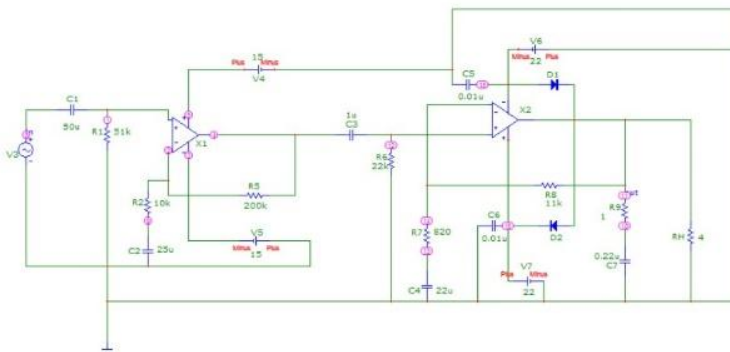 15
V4
Plus
Minus
V6
Minus
Plus
22
C5
0.01u
D1
C1
50u
R1
51k
V3
X1
1u
C3
R6
22k
X2
R5
200k
R2
10k
C2
25u
V5
Minus
Plus
15
R8
11k
R7
820
C6
0.01u
D2
C4
22u
Plus
Minus
V7
22
R9
1
0.22u
C7
RH
4